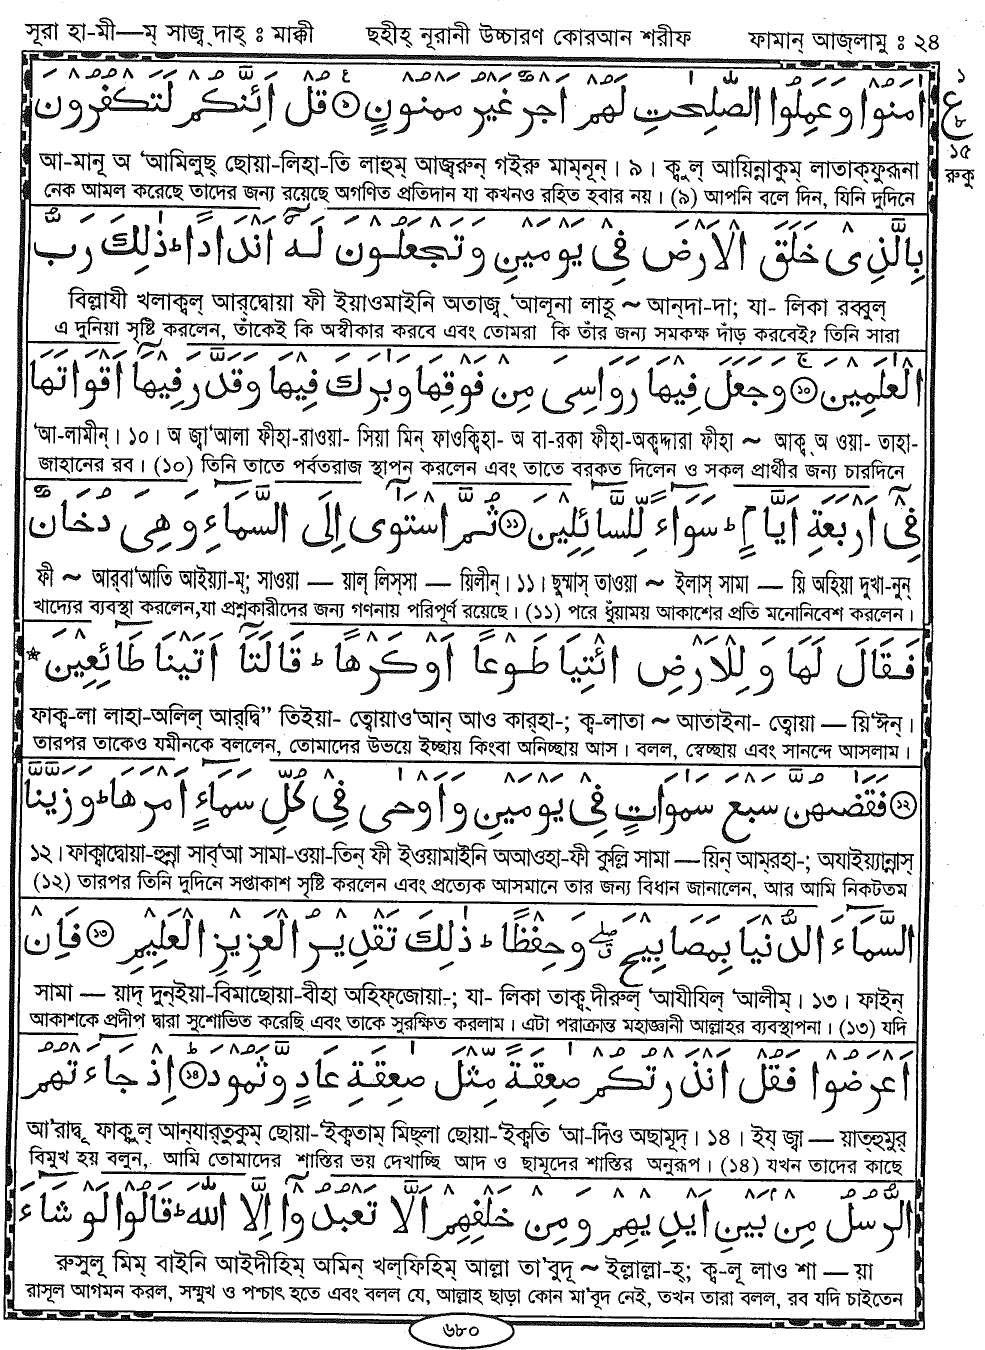 সূরা হা-মী—ম্ সাজ্ব্‌দাহ্ ঃ মাক্কী ছহীহ্ নূরানী উচ্চারণ কোরআন শরীফ ফামান্ আজ্‌লামু ঃ ২৪
اٰمَنُوْا وَعَمِلُوا الصّٰلِحٰتِ لَهُمْ اَجْرٌ غَيْرُ مَمْنُوْنٍ ۝٨ قُلْ اَئِنَّكُمْ لَتَكْفُرُوْنَ
১
ع
৮
১৫
রুকু
আ-মানূ অ ‘আমিলুছ্ ছোয়া-লিহা-তি লাহুম্ আজ্বরুন্ গইরু মামনূন্। ৯। ক্বুল্ আয়িন্নাকুম্ লাতাক্‌ফুরূনা
নেক আমল করেছে তাদের জন্য রয়েছে অগণিত প্রতিদান যা কখনও রহিত হবার নয়। (৯) আপনি বলে দিন, যিনি দুদিনে
بِالَّذِىْ خَلَقَ الْاَرْضَ فِىْ يَوْمَيْنِ وَتَجْعَلُوْنَ لَهٗٓ اَنْدَادًا ؕ ذٰلِكَ رَبُّ
বিল্লাযী খলাক্বল্ আর্‌দ্বোয়া ফী ইয়াওমাইনি অতাজ্ব্ ‘আলূনা লাহূ ~ আন্‌দা-দা; যা- লিকা রব্বুল্
এ দুনিয়া সৃষ্টি করলেন, তাঁকেই কি অস্বীকার করবে এবং তোমরা কি তাঁর জন্য সমকক্ষ দাঁড় করবেই? তিনি সারা
الْعٰلَمِيْنَ ۝١٠ وَجَعَلَ فِيْهَا رَوَاسِىَ مِنْ فَوْقِهَا وَبٰرَكَ فِيْهَا وَقَدَّرَ فِيْهَآ اَقْوَاتَهَا
‘আ-লামীন্। ১০। অ জ্বা‘আলা ফীহা-রাওয়া- সিয়া মিন্ ফাওক্বিহা- অ বা-রকা ফীহা-অক্বদ্দারা ফীহা ~ আক্ব্ অ ওয়া- তাহা-
জাহানের রব। (১০) তিনি তাতে পর্বতরাজ স্থাপন করলেন এবং তাতে বরকত দিলেন ও সকল প্রার্থীর জন্য চারদিনে
فِىْٓ اَرْبَعَةِ اَيَّامٍ ؕ سَوَآءً لِّلسَّآئِلِيْنَ ۝١١ ثُمَّ اسْتَوٰىٓ اِلَى السَّمَآءِ وَهِىَ دُخَانٌ
ফী ~ আর্‌বা‘আতি আইয়্যা-ম্; সাওয়া — য়াল্ লিস্‌সা — য়িলীন্। ১১। ছুম্মাস্ তাওয়া ~ ইলাস্ সামা — য়ি অহিয়া দুখা-নুন্
খাদ্যের ব্যবস্থা করলেন,যা প্রশ্নকারীদের জন্য গণনায় পরিপূর্ণ রয়েছে। (১১) পরে ধুঁয়াময় আকাশের প্রতি মনোনিবেশ করলেন।
فَقَالَ لَهَا وَلِلْاَرْضِ ائْتِيَا طَوْعًا اَوْ كَرْهًا ؕ قَالَتَآ اَتَيْنَا طَآئِعِيْنَ *
ফাক্ব-লা লাহা-অলিল্ আর্‌দ্বি” তিইয়া- ত্বোয়াও‘আন্ আও কার্‌হা-; ক্ব-লাতা ~ আতাইনা- ত্বোয়া — য়ি‘ঈন্।
তারপর তাকেও যমীনকে বললেন, তোমাদের উভয়ে ইচ্ছায় কিংবা অনিচ্ছায় আস। বলল, স্বেচ্ছায় এবং সানন্দে আসলাম।
۝١٢ فَقَضٰهُنَّ سَبْعَ سَمٰوَاتٍ فِىْ يَوْمَيْنِ وَاَوْحٰى فِىْ كُلِّ سَمَآءٍ اَمْرَهَا ؕ وَزَيَّنَّا
১২। ফাক্বাদ্বোয়া-হুন্না সাব্‘আ সামা-ওয়া-তিন্ ফী ইওয়ামাইনি অআওহা-ফী কুল্লি সামা — য়িন্ আম্‌রহা-; অযাইয়্যান্নাস্
(১২) তারপর তিনি দুদিনে সপ্তাকাশ সৃষ্টি করলেন এবং প্রত্যেক আসমানে তার জন্য বিধান জানালেন, আর আমি নিকটতম
السَّمَآءَ الدُّنْيَا بِمَصَابِيْحَ ۖ وَحِفْظًا ؕ ذٰلِكَ تَقْدِيْرُ الْعَزِيْزِ الْعَلِيْمِ ۝١٣ فَاِنْ
সামা — য়াদ্ দুন্‌ইয়া-বিমাছোয়া-বীহা অহিফ্‌জোয়া-; যা- লিকা তাক্ব্‌দীরুল্ ‘আযীযিল্ ‘আলীম্। ১৩। ফাইন্
আকাশকে প্রদীপ দ্বারা সুশোভিত করেছি এবং তাকে সুরক্ষিত করলাম। এটা পরাক্রান্ত মহাজ্ঞানী আল্লাহর ব্যবস্থাপনা। (১৩) যদি
اَعْرَضُوْا فَقُلْ اَنْذَرْتُكُمْ صٰعِقَةً مِّثْلَ صٰعِقَةِ عَادٍ وَّثَمُوْدَ ۝١٤ اِذْ جَآءَتْهُمُ
আ‘রাদ্বূ ফাক্বুল্ আন্‌যার্‌তুকুম্ ছোয়া-‘ইক্বতাম্ মিছ্‌লা ছোয়া-‘ইক্বতি ‘আ-দিঁও অছামূদ্। ১৪। ইয্ জ্বা — য়াত্‌হুমুর্
বিমুখ হয় বলুন, আমি তোমাদের শাস্তির ভয় দেখাচ্ছি আদ ও ছামূদের শাস্তির অনুরূপ। (১৪) যখন তাদের কাছে
الرُّسُلُ مِنْۢ بَيْنِ اَيْدِيْهِمْ وَمِنْ خَلْفِهِمْ اَلَّا تَعْبُدُوْٓا اِلَّا اللّٰهَ ؕ قَالُوْا لَوْ شَآءَ
রুসুলু মিম্ বাইনি আইদীহিম্ অমিন্ খল্‌ফিহিম্ আল্লা তা‘বুদূ ~ ইল্লাল্লা-হ্; ক্ব-লূ লাও শা — য়া
রাসূল আগমন করল, সম্মুখ ও পশ্চাৎ হতে এবং বলল যে, আল্লাহ ছাড়া কোন মা‘বূদ নেই, তখন তারা বলল, রব যদি চাইতেন
৬৮০